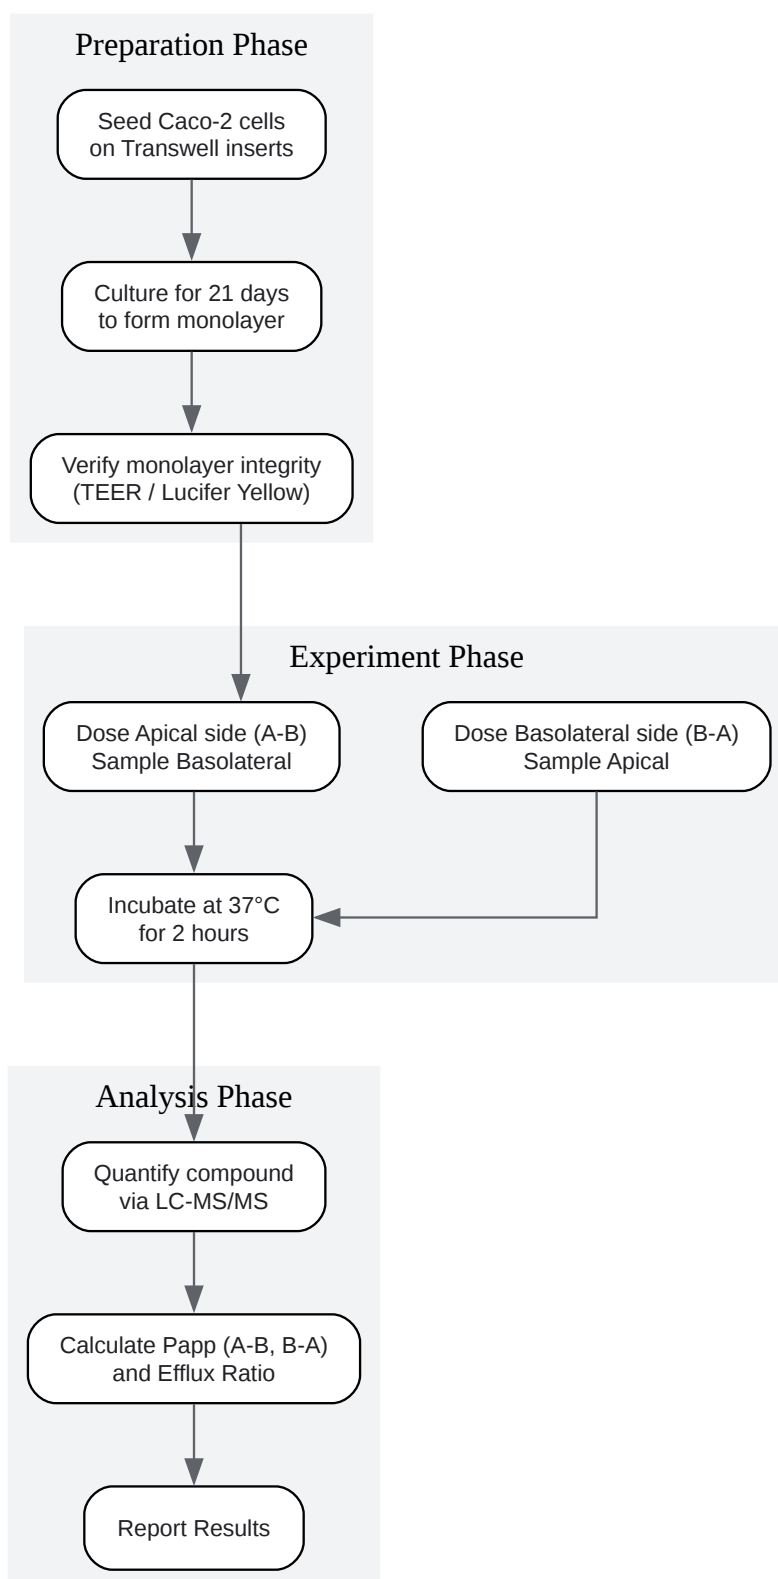 Preparation Phase
Seed Caco-2 cells
on Transwell inserts
Culture for 21 days
to form monolayer
Verify monolayer integrity
(TEER / Lucifer Yellow)
Experiment Phase
Dose Apical side (A-B)
Sample Basolateral
Dose Basolateral side (B-A)
Sample Apical
Incubate at 37°C
for 2 hours
Analysis Phase
Quantify compound
via LC-MS/MS
Calculate Papp (A-B, B-A)
and Efflux Ratio
Report Results